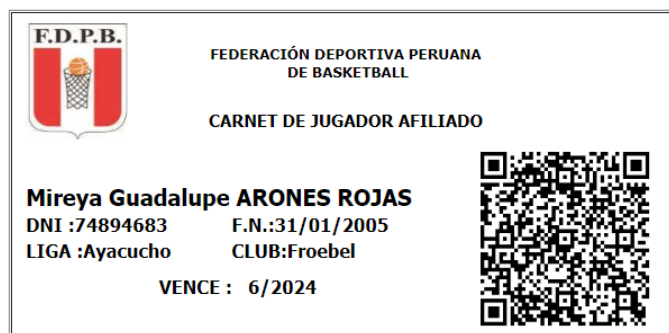 F.D.P.B.
FEDERACIÓN DEPORTIVA PERUANA
DE BASKETBALL
CARNET DE JUGADOR AFILIADO
Mireya Guadalupe ARONES ROJAS
DNI :74894683 F.N.:31/01/2005
LIGA :Ayacucho CLUB:Froebel
VENCE : 6/2024